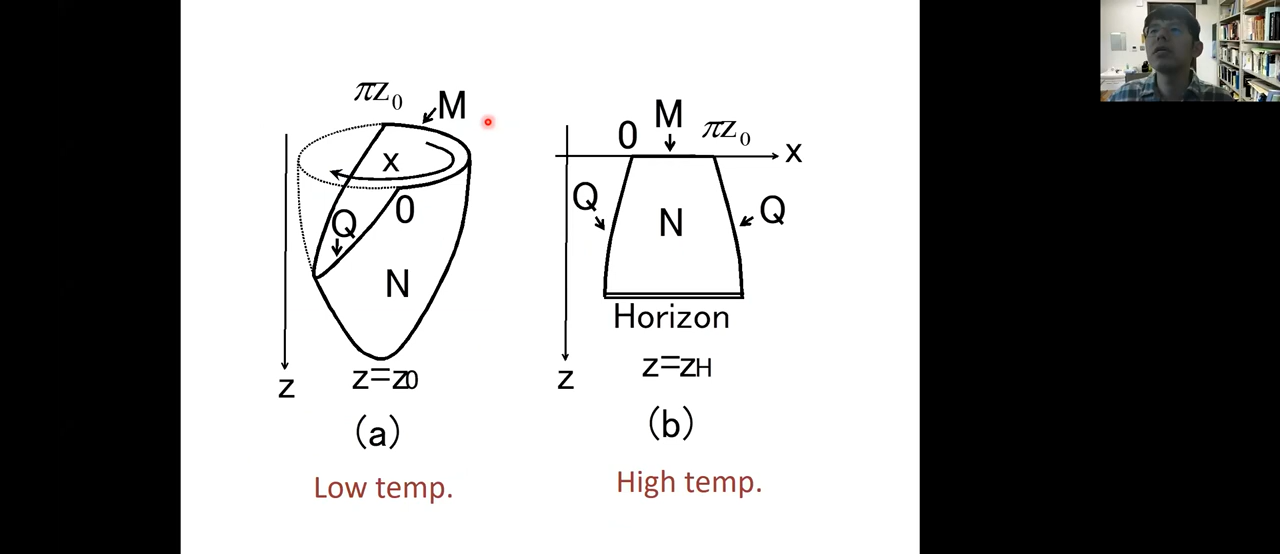 πz₀
M
x
0
Q
N
z
z=z0
(a)
Low temp.
0
M
πz₀
x
Q
N
Q
Horizon
z
z=zH
(b)
High temp.